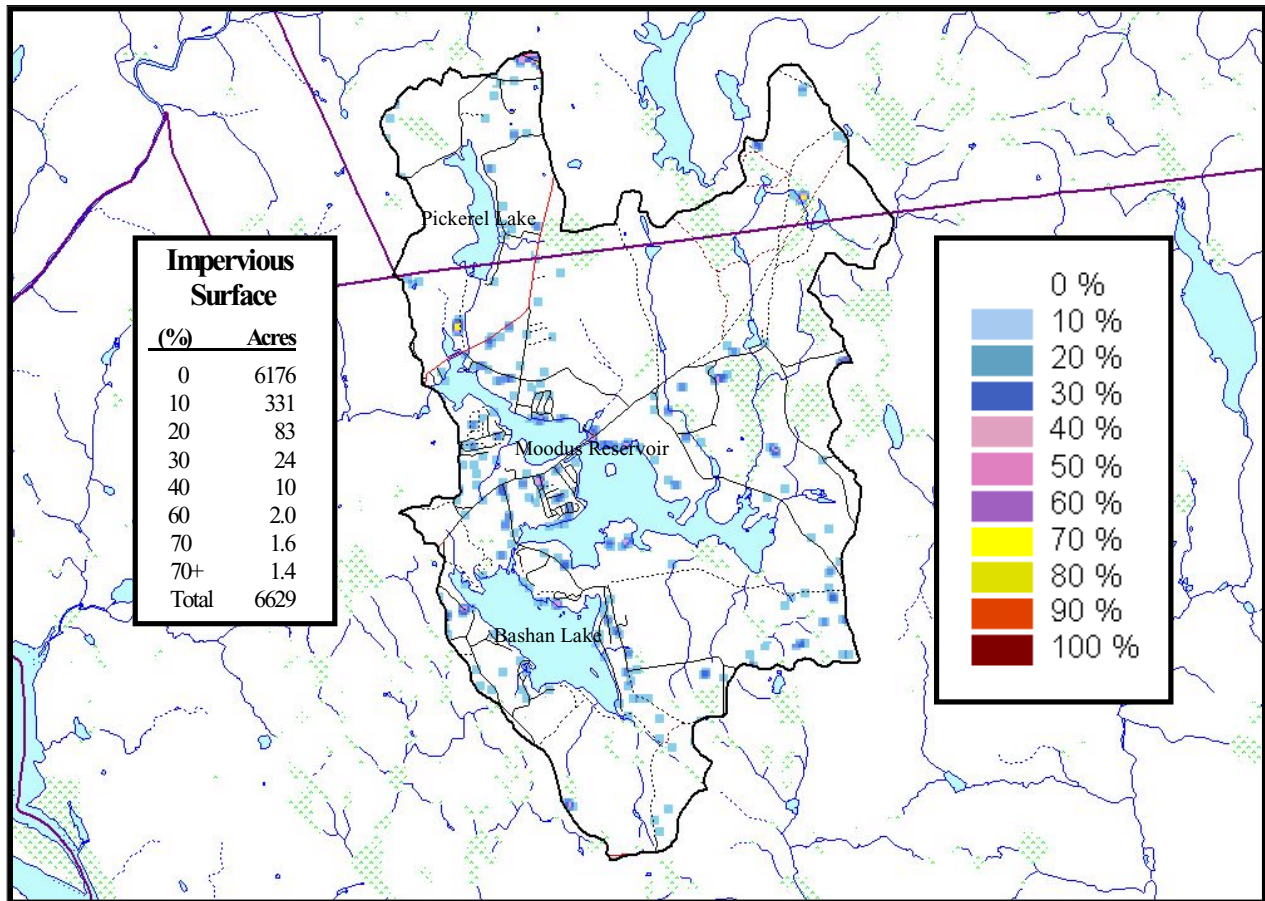 Pickerel Lake
Impervious
Surface
(%) Acres
0 6176
10 331
20 83
30 24
40 10
60 2.0
70 1.6
70+ 1.4
Total 6629
Moodus Reservoir
Bashan Lake
0 %
10 %
20 %
30 %
40 %
50 %
60 %
70 %
80 %
90 %
100 %